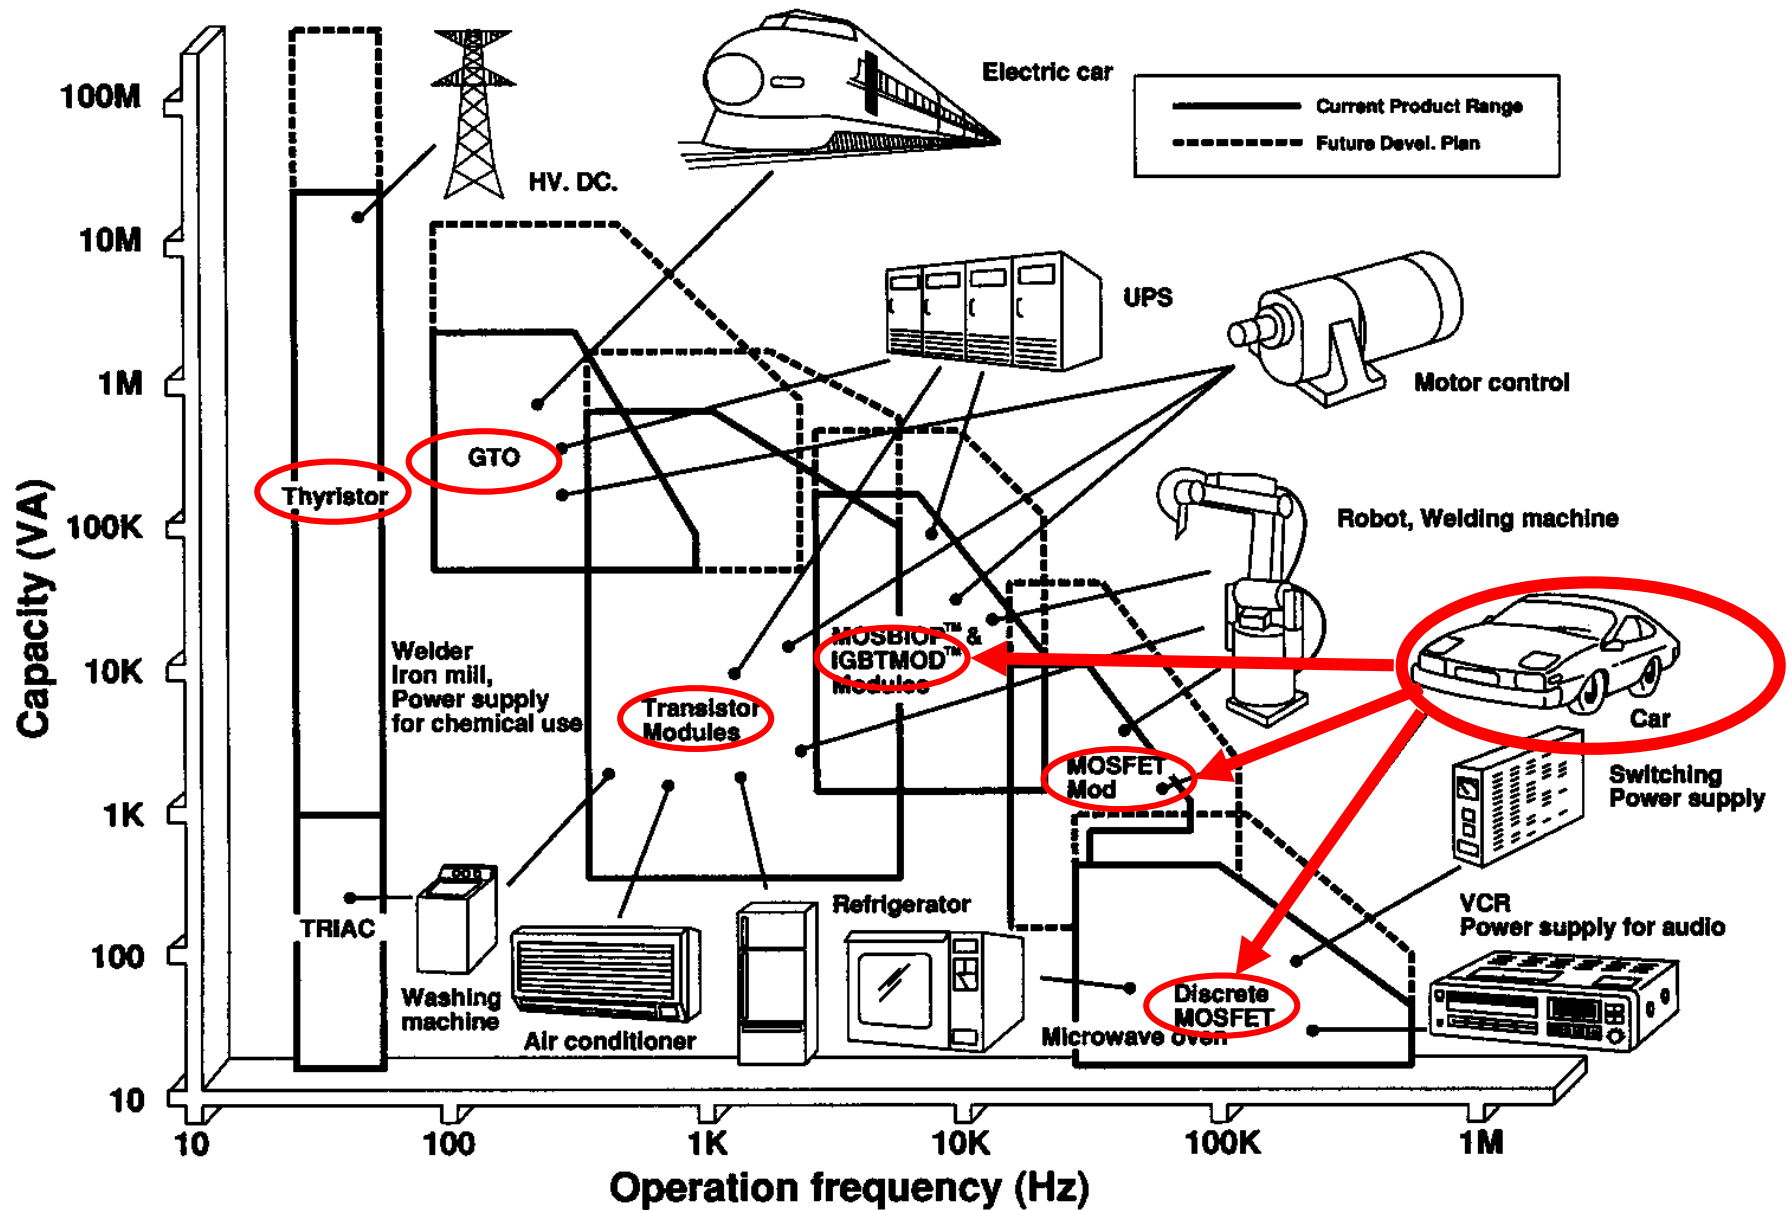 Electric car
Current Product Range
Future Devel. Plan
100M
HV. DC.
10M
UPS
1M
Motor control
GTO
Thyristor
100K
Robot, Welding machine
Capacity (VA)
MOSBIOP™ &
IGBTMOD™
Modules
Welder
Iron mill,
Power supply
for chemical use
10K
Transistor
Modules
Car
MOSFET
Mod
Switching
Power supply
1K
Refrigerator
VCR
Power supply for audio
TRIAC
100
Washing
machine
Air conditioner
Discrete
MOSFET
Microwave oven
10
10
100
1K
10K
100K
1M
Operation frequency (Hz)